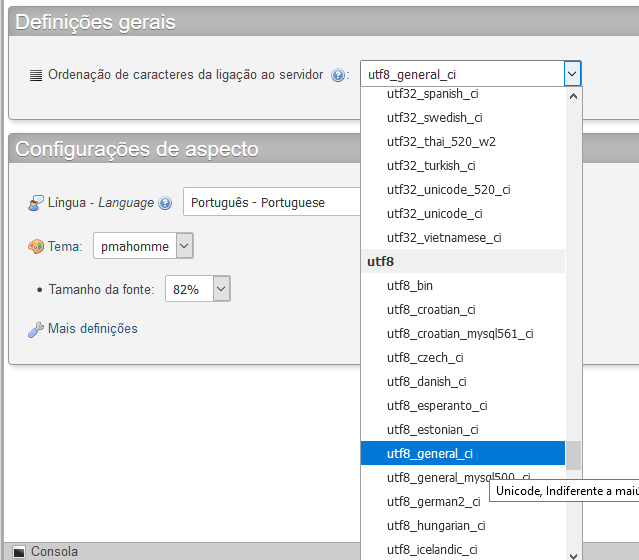 Definições gerais
Ordenação de caracteres da ligação ao servidor : utf8_general_ci
utf32_spanish_ci
utf32_swedish_ci
utf32_thai_520_w2
utf32_turkish_ci
utf32_unicode_520_ci
utf32_unicode_ci
utf32_vietnamese_ci
utf8
utf8_bin
utf8_croatian_ci
utf8_croatian_mysql561_ci
utf8_czech_ci
utf8_danish_ci
utf8_esperanto_ci
utf8_estonian_ci
utf8_general_ci
utf8_general_mysql500_ci
Unicode, Indiferente a maiú
utf8_german2_ci
utf8_hungarian_ci
utf8_icelandic_ci
Configurações de aspecto
Língua - Language Português - Portuguese
Tema: pmahomme
Tamanho da fonte: 82%
Mais definições
Consola